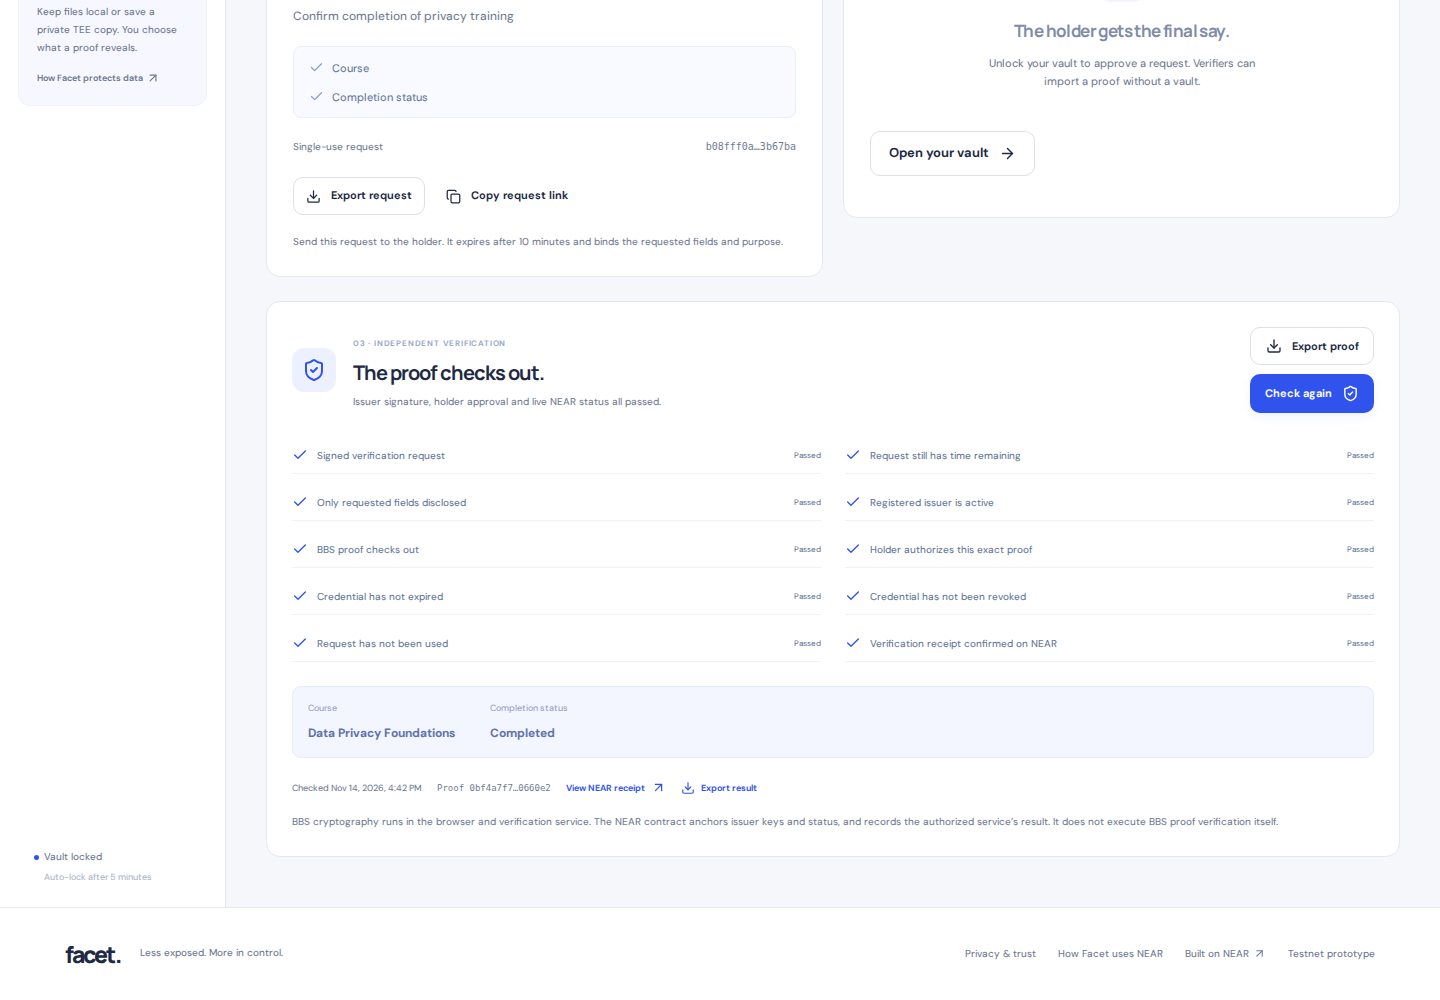 Keep files local or save a
private TEE copy. You choose
what a proof reveals.
How Facet protects data
Confirm completion of privacy training
Course
Completion status
Single-use request
b08fff0a…3b67ba
Export request
Copy request link
Send this request to the holder. It expires after 10 minutes and binds the requested fields and purpose.
The holder gets the final say.
Unlock your vault to approve a request. Verifiers can
import a proof without a vault.
Open your vault
03 · INDEPENDENT VERIFICATION
The proof checks out.
Issuer signature, holder approval and live NEAR status all passed.
Export proof
Check again
Signed verification request Passed
Request still has time remaining Passed
Only requested fields disclosed Passed
Registered issuer is active Passed
BBS proof checks out Passed
Holder authorizes this exact proof Passed
Credential has not expired Passed
Credential has not been revoked Passed
Request has not been used Passed
Verification receipt confirmed on NEAR Passed
Course
Data Privacy Foundations
Completion status
Completed
Checked Nov 14, 2026, 4:42 PM Proof 0bf4a7f7…0660e2 View NEAR receipt Export result
BBS cryptography runs in the browser and verification service. The NEAR contract anchors issuer keys and status, and records the authorized service's result. It does not execute BBS proof verification itself.
Vault locked
Auto-lock after 5 minutes
facet.
Less exposed. More in control.
Privacy & trust
How Facet uses NEAR
Built on NEAR
Testnet prototype